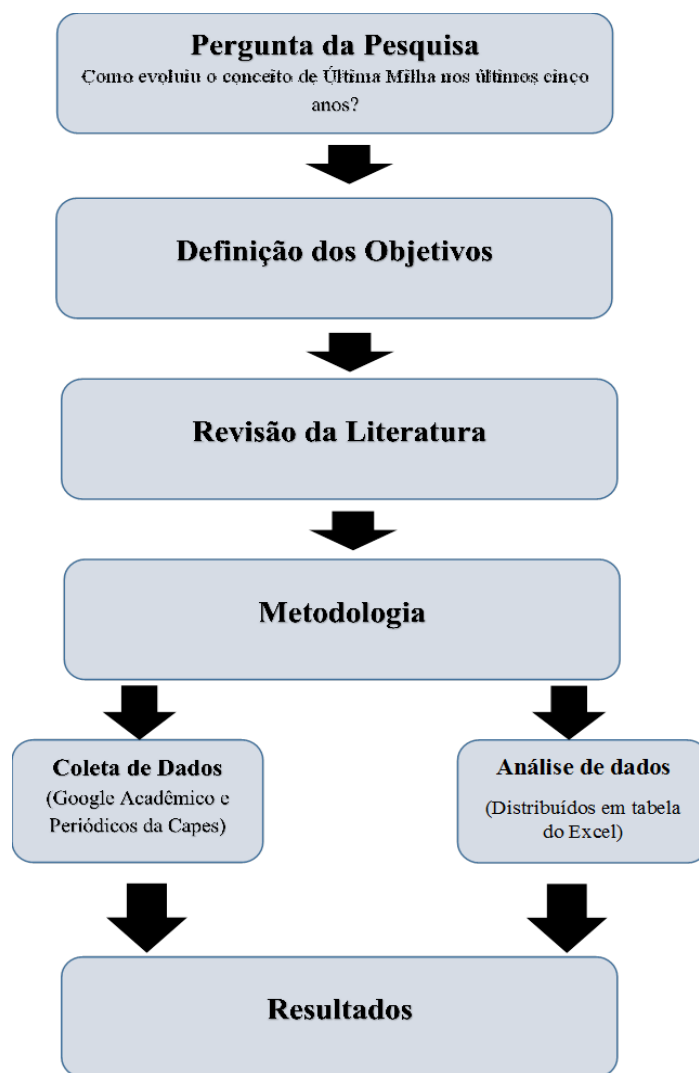 Pergunta da Pesquisa
Como evoluiu o conceito de Última Milha nos últimos cinco
anos?
Definição dos Objetivos
Revisão da Literatura
Metodologia
Coleta de Dados
(Google Acadêmico e
Periódicos da Capes)
Análise de dados
(Distribuídos em tabela
do Excel)
Resultados